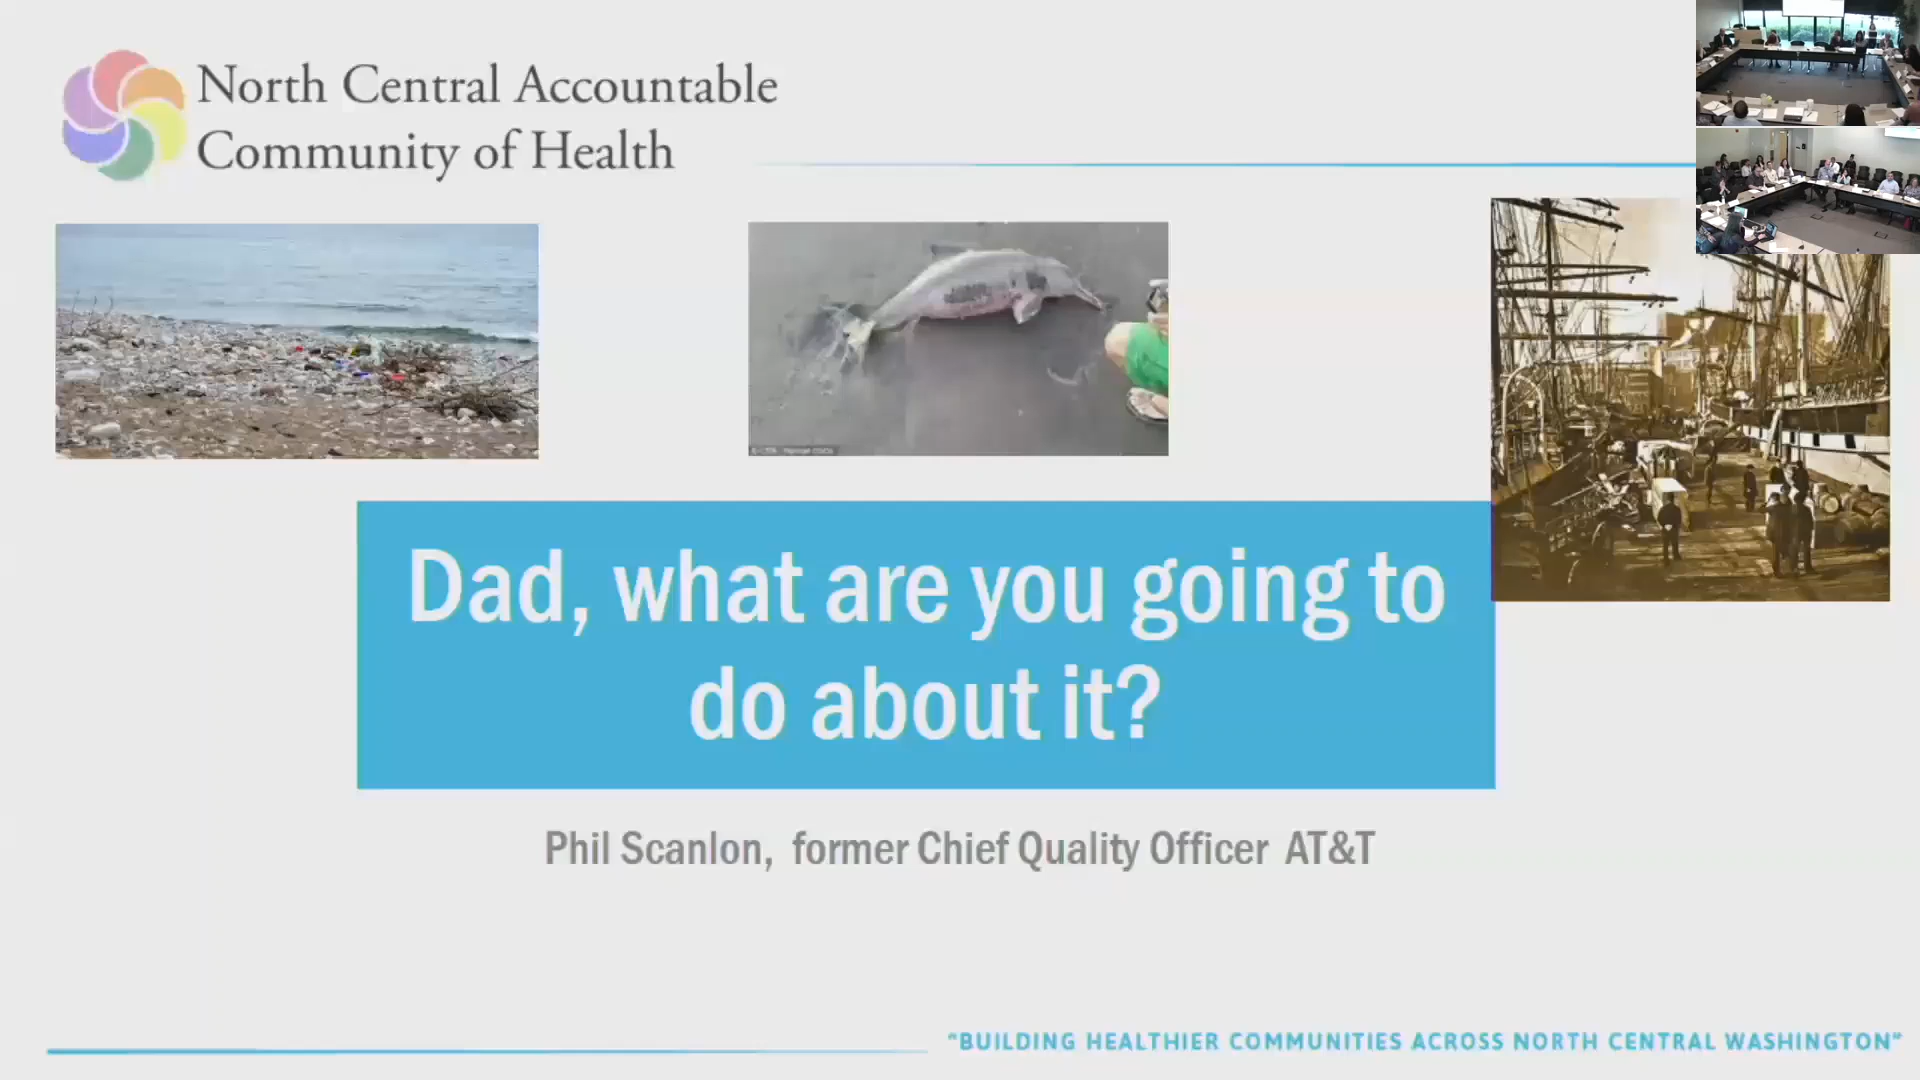 North Central Accountable
Community of Health
Dad, what are you going to
do about it?
Phil Scanlon, former Chief Quality Officer AT&T
"BUILDING HEALTHIER COMMUNITIES ACROSS NORTH CENTRAL WASHINGTON"